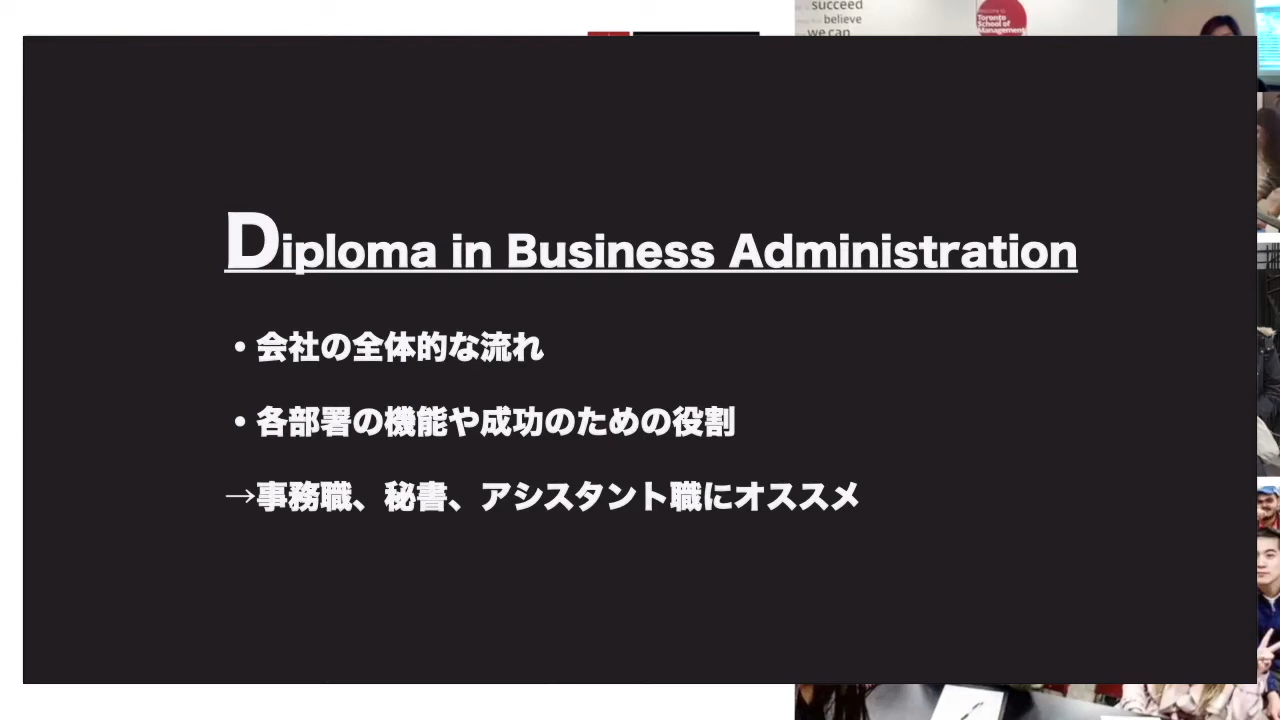 succeed
believe
we can
Welcome to
Toronto
School of
Management
Diploma in Business Administration
・会社の全体的な流れ
・各部署の機能や成功のための役割
→事務職、秘書、アシスタント職にオススメ